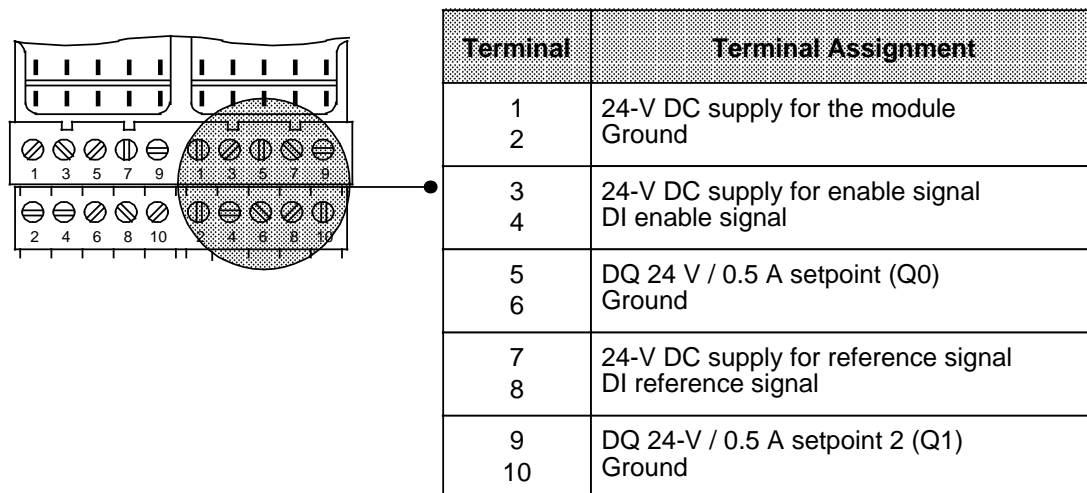 1 3 5 7 9 1 3 5 7 9
2 4 6 8 10 2 4 6 8 10
Terminal Terminal Assignment
1 24-V DC supply for the module
2 Ground
3 24-V DC supply for enable signal
4 DI enable signal
5 DQ 24 V / 0.5 A setpoint (Q0)
6 Ground
7 24-V DC supply for reference signal
8 DI reference signal
9 DQ 24-V / 0.5 A setpoint 2 (Q1)
10 Ground